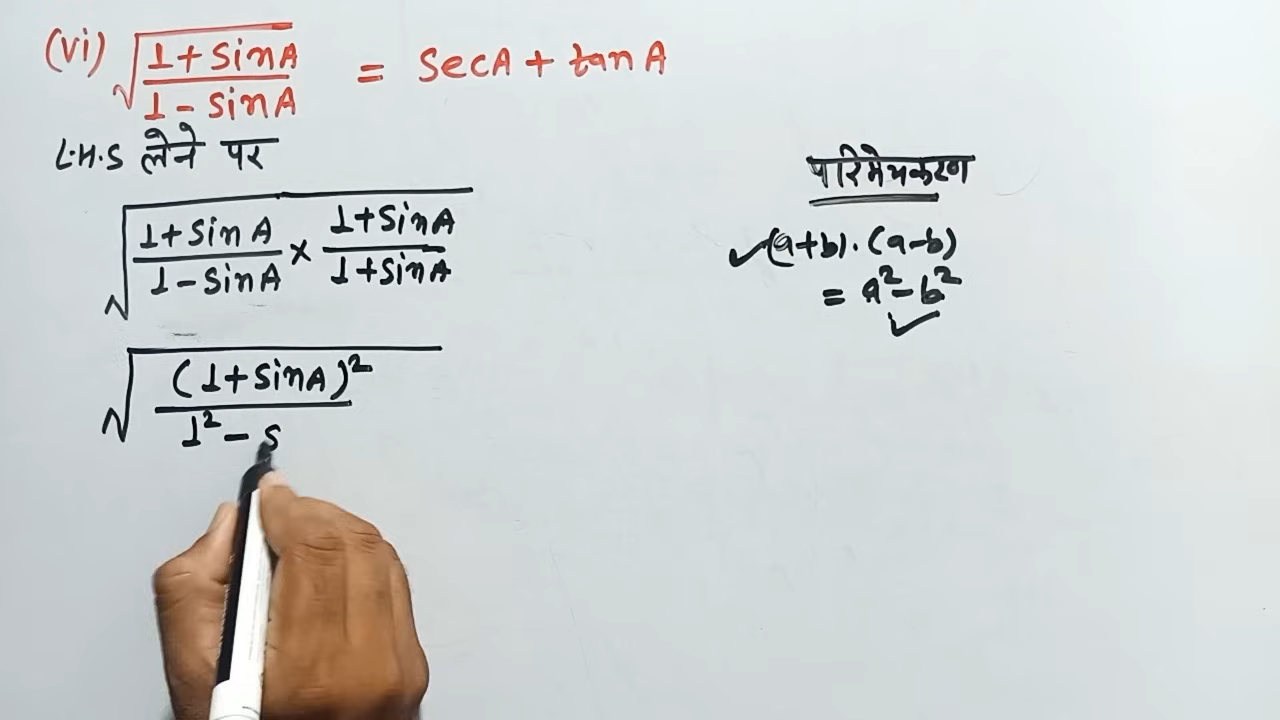 (vi) √((1 + sinA)/(1 - sinA)) = secA + tanA
L.H.S लेने पर
√((1 + sinA)/(1 - sinA) × (1 + sinA)/(1 + sinA))
√((1 + sinA)²/(1² - s
परिमेयकरण
✓(a+b).(a-b)
= a² - b²
✓